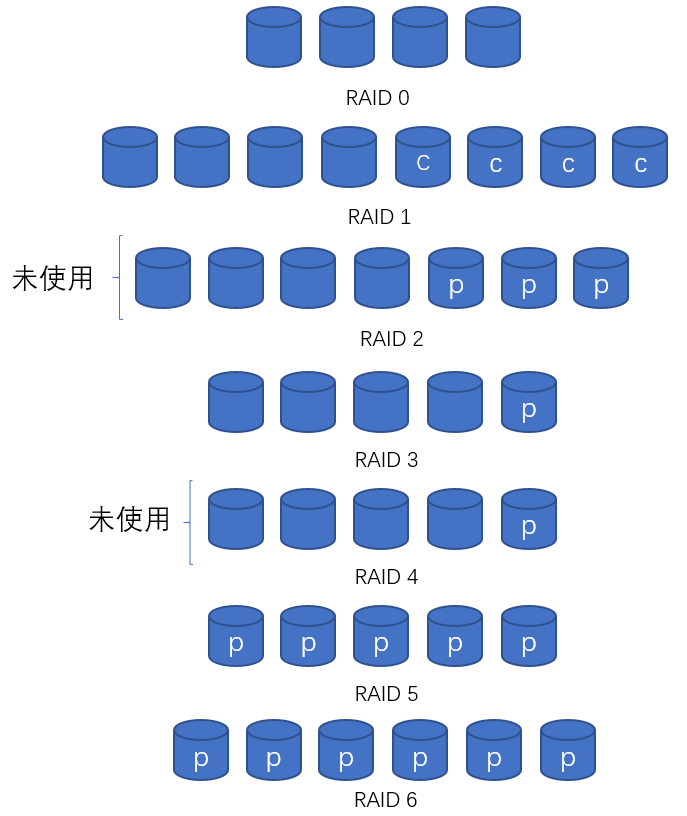 RAID 0
C c c c
RAID 1
未使用
p p p
RAID 2
p
RAID 3
未使用
p
RAID 4
p p p p p
RAID 5
p p p p p p
RAID 6